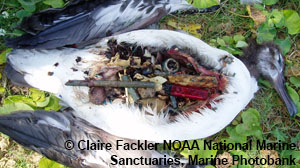 © Claire Fackler NOAA National Marine
Sanctuaries, Marine Photobank